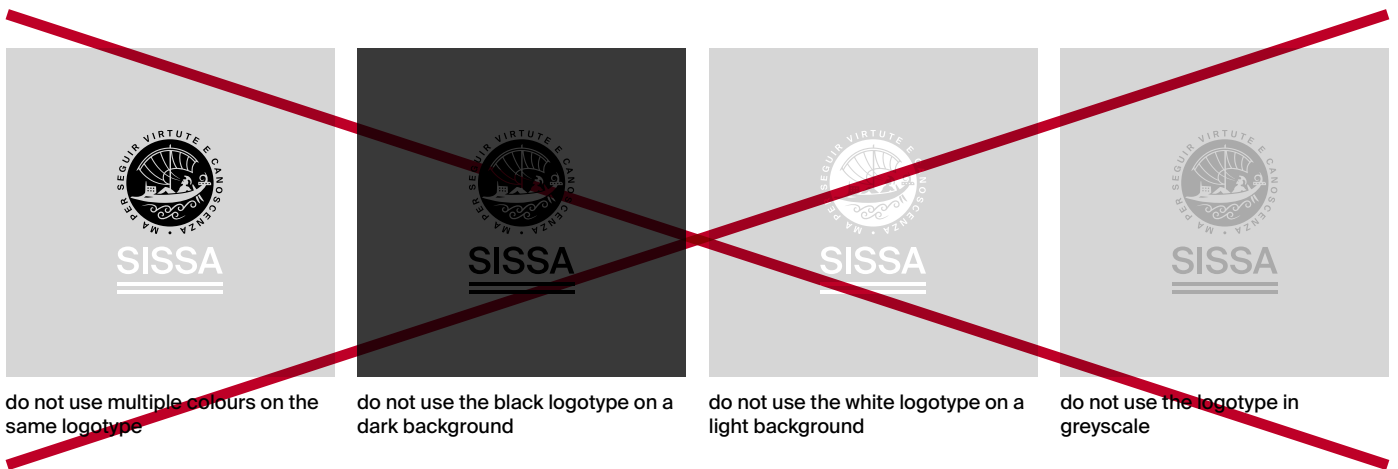 MA PER SEGUIR VIRTUTE E CANOSCENZA •
SISSA
do not use multiple colours on the
same logotype
MA PER SEGUIR VIRTUTE E CANOSCENZA •
SISSA
do not use the black logotype on a
dark background
MA PER SEGUIR VIRTUTE E CANOSCENZA •
SISSA
do not use the white logotype on a
light background
MA PER SEGUIR VIRTUTE E CANOSCENZA •
SISSA
do not use the logotype in
greyscale